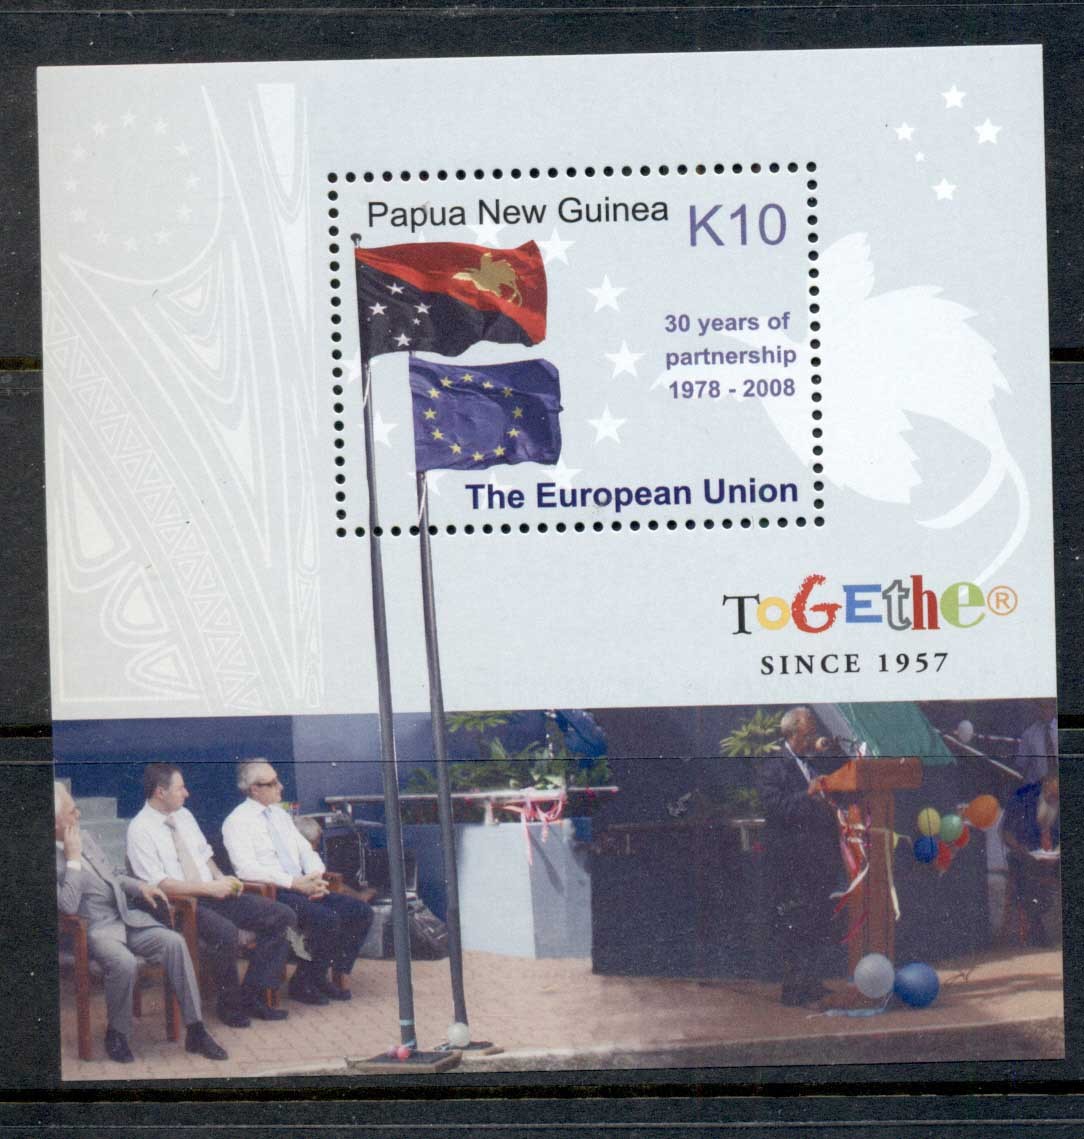 Papua New Guinea K10
30 years of
partnership
1978 - 2008
The European Union
ToGEthe®
SINCE 1957